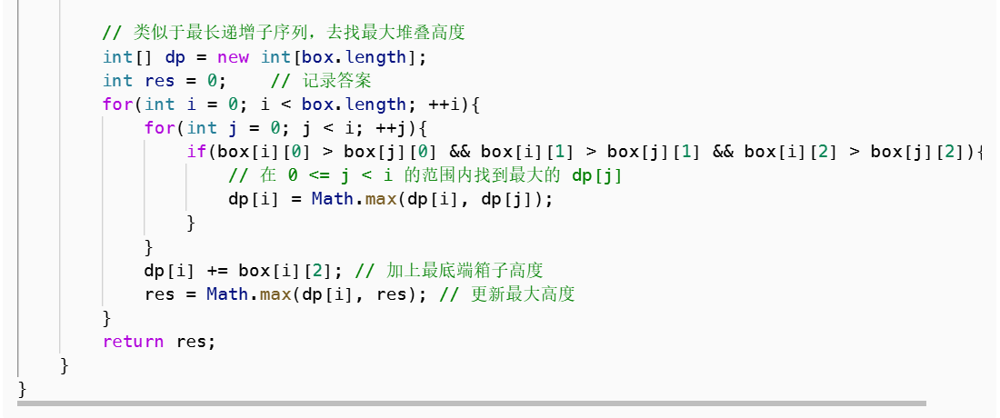 // 类似于最长递增子序列，去找最大堆叠高度
int[] dp = new int[box.length];
int res = 0;    // 记录答案
for(int i = 0; i < box.length; ++i){
    for(int j = 0; j < i; ++j){
        if(box[i][0] > box[j][0] && box[i][1] > box[j][1] && box[i][2] > box[j][2]){
            // 在 0 <= j < i 的范围内找到最大的 dp[j]
            dp[i] = Math.max(dp[i], dp[j]);
        }
    }
    dp[i] += box[i][2]; // 加上最底端箱子高度
    res = Math.max(dp[i], res); // 更新最大高度
}
return res;
}
}